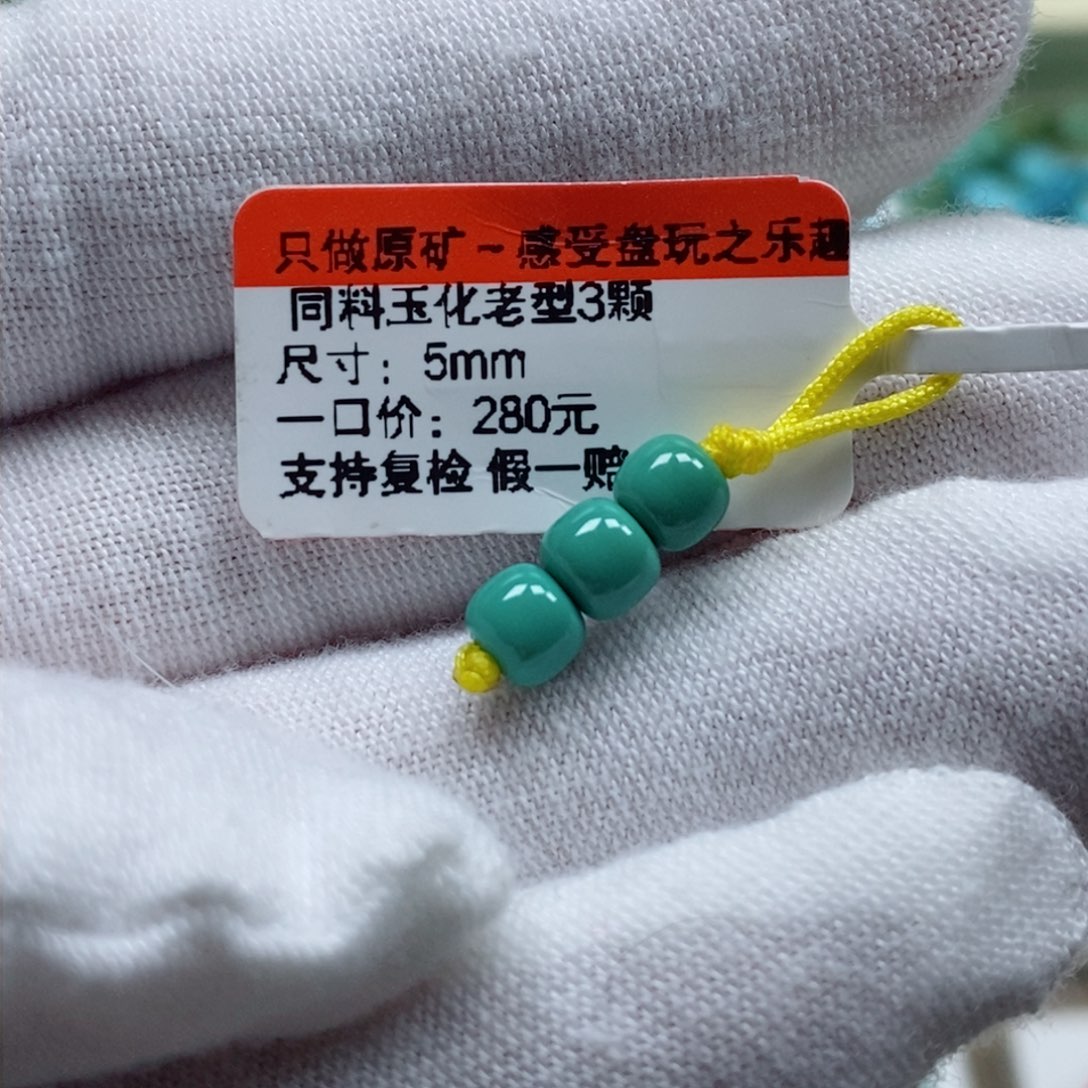 只做原矿~感受盘玩之乐趣
同料玉化老型3颗
尺寸：5mm
一口价：280元
支持复检 假一赔